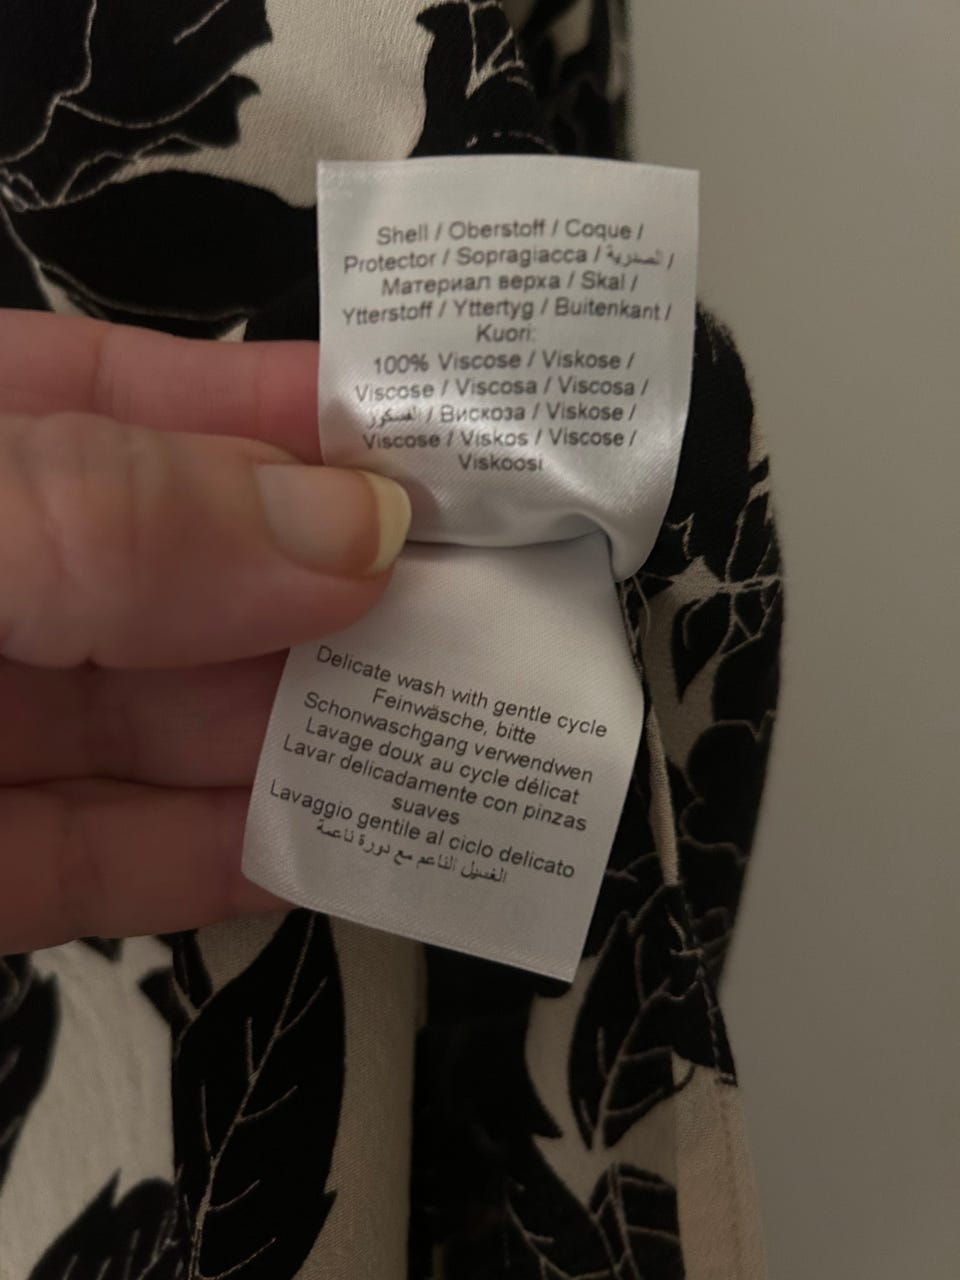 Shell / Oberstoff / Coque /
Protector / Sopragiacca / الصدرية /
Материал верха / Skal /
Ytterstoff / Yttertyg / Buitenkant /
Kuori:
100% Viscose / Viskose /
Viscose / Viscosa / Viscosa /
/ Вискоза / Viskose /
Viscose / Viskos / Viscose /
Viskoosi
Delicate wash with gentle cycle
Feinwäsche, bitte
Schonwaschgang verwendwen
Lavage doux au cycle délicat
Lavar delicadamente con pinzas
suaves
Lavaggio gentile al ciclo delicato
الغسيل الناعم مع دورة ناعمة